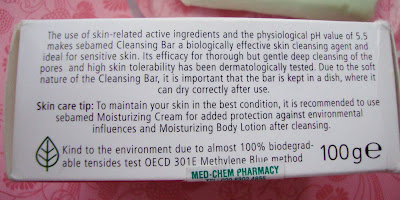 The use of skin-related active ingredients and the physiological pH value of 5.5
makes sebamed Cleansing Bar a biologically effective skin cleansing agent and
ideal for sensitive skin. Its efficacy for thorough but gentle deep cleansing of the
pores and high skin tolerability has been dermatologically tested. Due to the soft
nature of the Cleansing Bar, it is important that the bar is kept in a dish, where it
can dry correctly after use.
Skin care tip: To maintain your skin in the best condition, it is recommended to use
sebamed Moisturizing Cream for added protection against environmental
influences and Moisturizing Body Lotion after cleansing.
Kind to the environment due to almost 100% biodegrad-
able tensides test OECD 301E Methylene Blue method
100g e
MED-CHEM PHARMACY